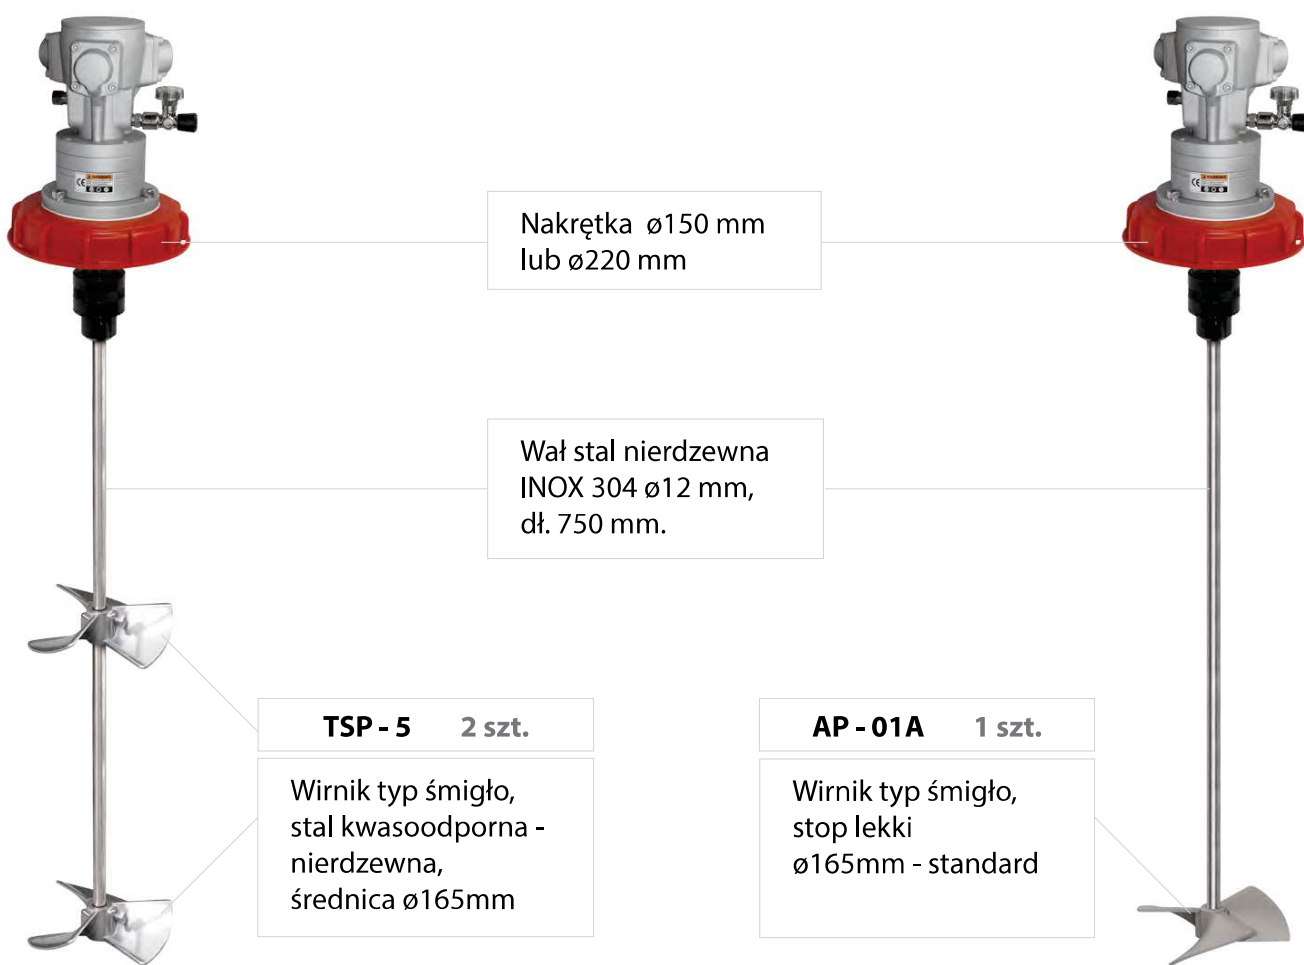 Nakrętka ø150 mm
lub ø220 mm
Wał stal nierdzewna
INOX 304 ø12 mm,
dł. 750 mm.
TSP - 5 2 szt.
Wirnik typ śmigło,
stal kwasoodporna -
nierdzewna,
średnica ø165mm
AP - 01A 1 szt.
Wirnik typ śmigło,
stop lekki
ø165mm - standard
CE
CE